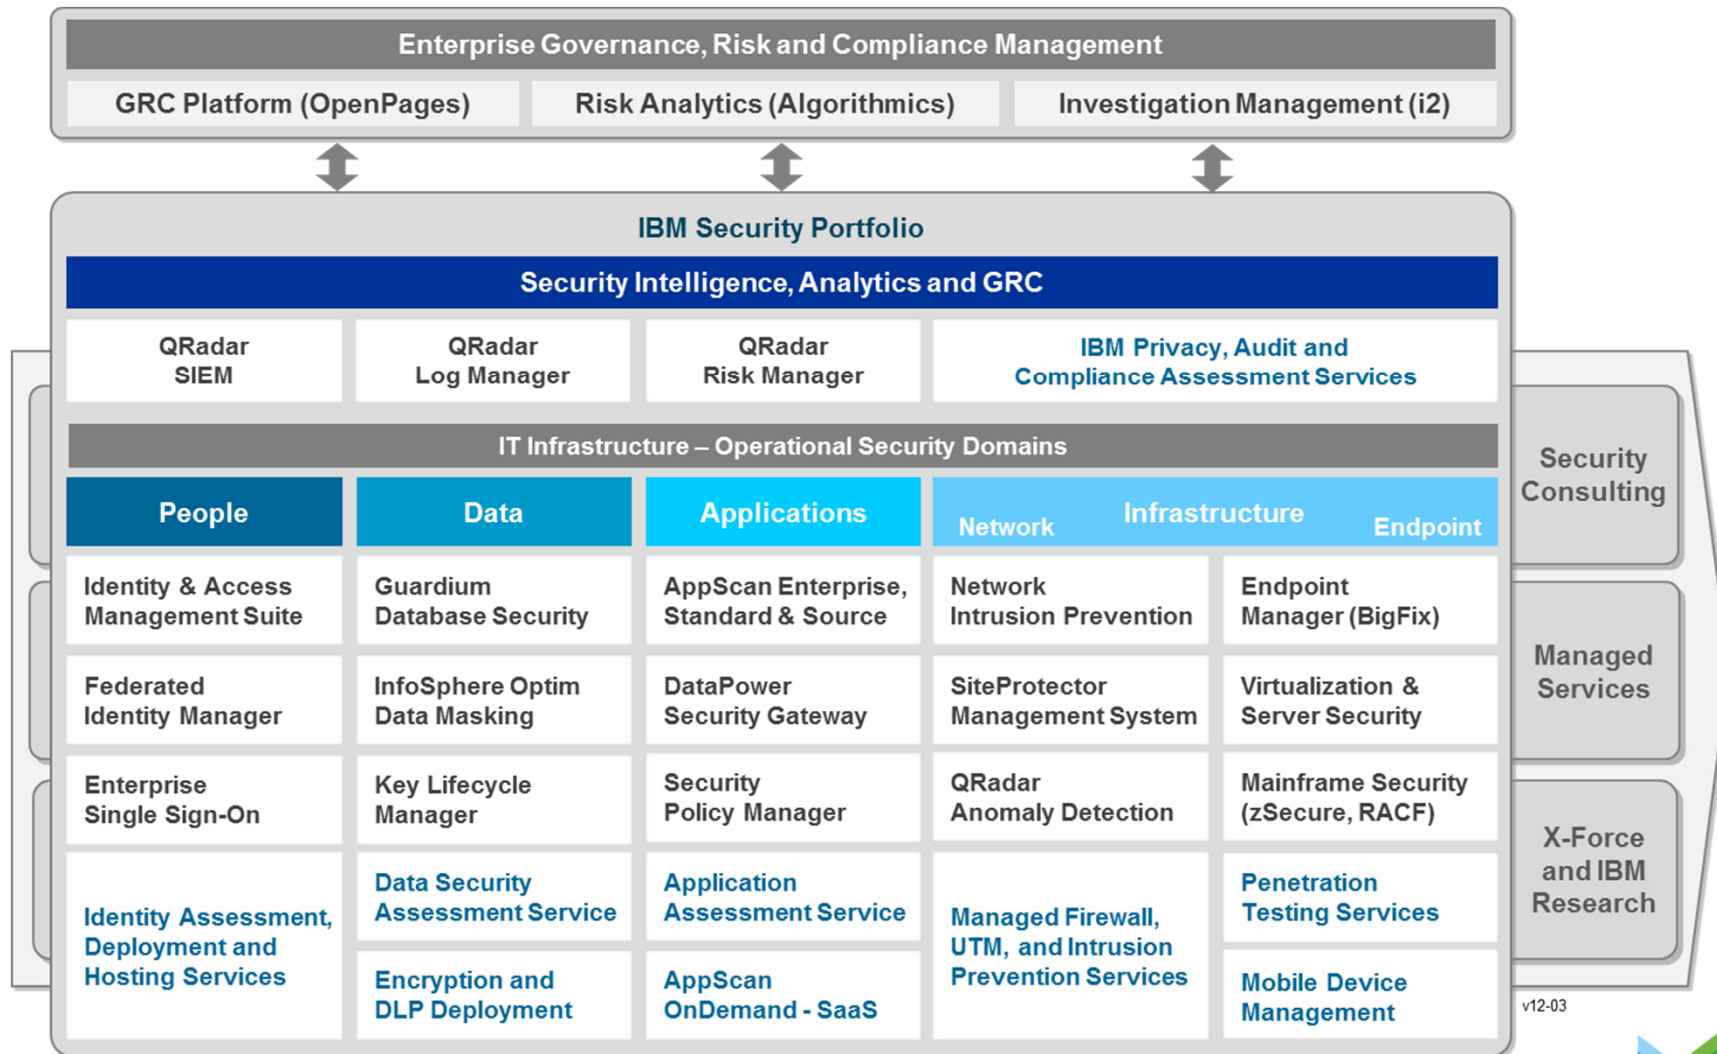 Enterprise Governance, Risk and Compliance Management
GRC Platform (OpenPages)
Risk Analytics (Algorithmics)
Investigation Management (i2)
IBM Security Portfolio
Security Intelligence, Analytics and GRC
QRadar
SIEM
QRadar
Log Manager
QRadar
Risk Manager
IBM Privacy, Audit and
Compliance Assessment Services
IT Infrastructure – Operational Security Domains
People
Data
Applications
Infrastructure
Network
Endpoint
Identity & Access
Management Suite
Guardium
Database Security
AppScan Enterprise,
Standard & Source
Network
Intrusion Prevention
Endpoint
Manager (BigFix)
Federated
Identity Manager
InfoSphere Optim
Data Masking
DataPower
Security Gateway
SiteProtector
Management System
Virtualization &
Server Security
Enterprise
Single Sign-On
Key Lifecycle
Manager
Security
Policy Manager
QRadar
Anomaly Detection
Mainframe Security
(zSecure, RACF)
Identity Assessment,
Deployment and
Hosting Services
Data Security
Assessment Service
Application
Assessment Service
Managed Firewall,
UTM, and Intrusion
Prevention Services
Penetration
Testing Services
Encryption and
DLP Deployment
AppScan
OnDemand - SaaS
Mobile Device
Management
Security
Consulting
Managed
Services
X-Force
and IBM
Research
v12-03